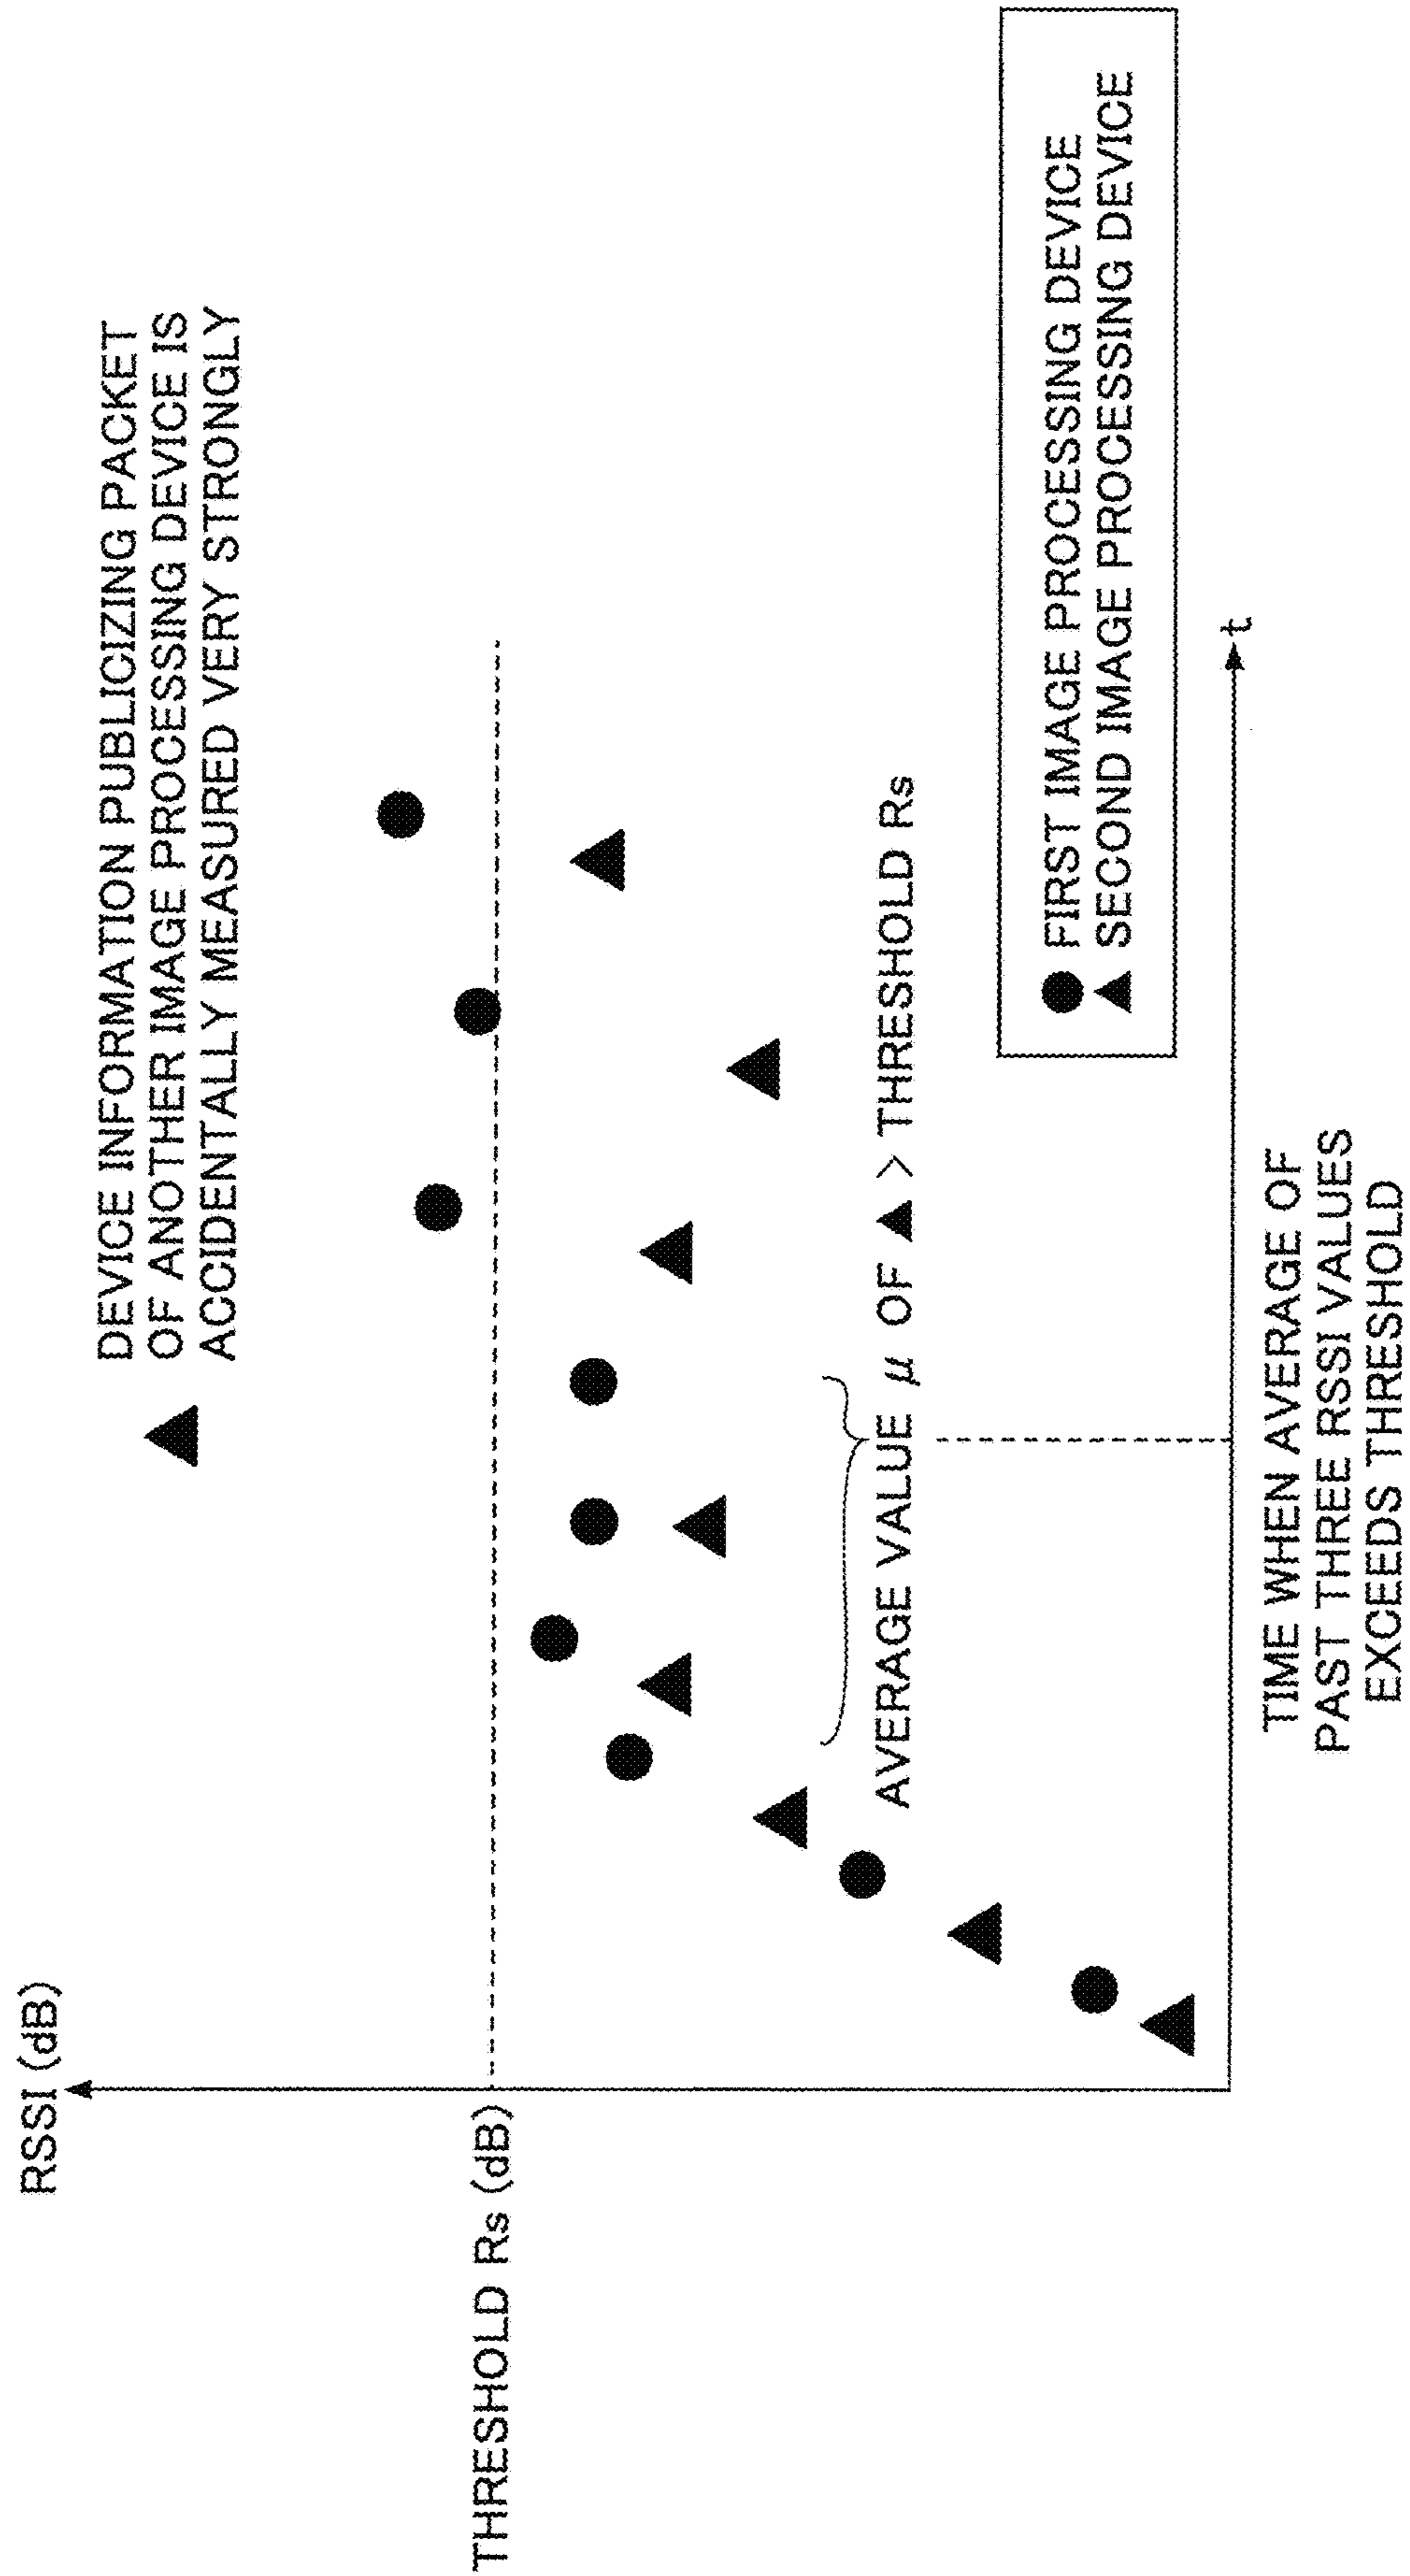 RSSI (dB)
DEVICE INFORMATION PUBLICIZING PACKET
OF ANOTHER IMAGE PROCESSING DEVICE IS
ACCIDENTALLY MEASURED VERY STRONGLY
THRESHOLD Rs (dB)
AVERAGE VALUE μ OF ▲ > THRESHOLD Rs
● FIRST IMAGE PROCESSING DEVICE
▲ SECOND IMAGE PROCESSING DEVICE
t
TIME WHEN AVERAGE OF
PAST THREE RSSI VALUES
EXCEEDS THRESHOLD